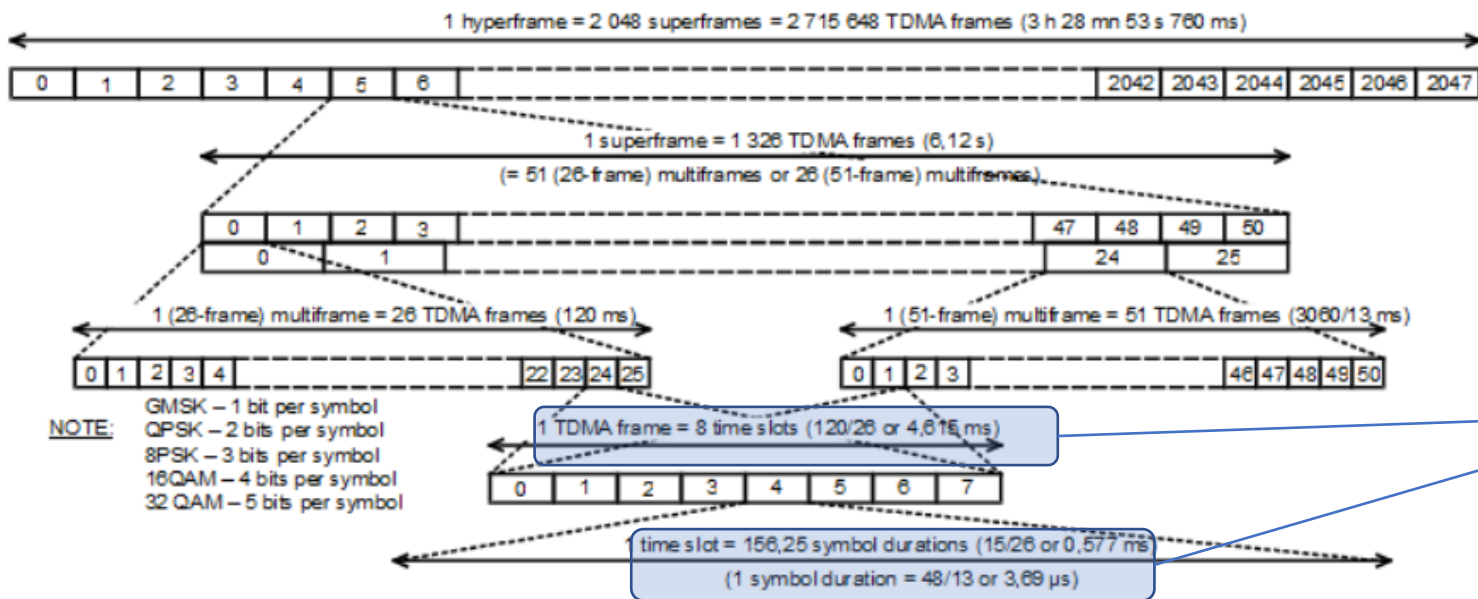 1 hyperframe = 2 048 superframes = 2 715 648 TDMA frames (3 h 28 mn 53 s 760 ms)
0 1 2 3 4 5 6 2042 2043 2044 2045 2046 2047
1 superframe = 1 326 TDMA frames (6,12 s)
(= 51 (26-frame) multiframes or 26 (51-frame) multiframes)
0 1 2 3 47 48 49 50
0 1 24 25
1 (26-frame) multiframe = 26 TDMA frames (120 ms)
1 (51-frame) multiframe = 51 TDMA frames (3060/13 ms)
0 1 2 3 4 22 23 24 25
0 1 2 3 46 47 48 49 50
NOTE:
GMSK – 1 bit per symbol
QPSK – 2 bits per symbol
8PSK – 3 bits per symbol
16QAM – 4 bits per symbol
32 QAM – 5 bits per symbol
1 TDMA frame = 8 time slots (120/26 or 4,615 ms)
0 1 2 3 4 5 6 7
1 time slot = 156,25 symbol durations (15/26 or 0,577 ms)
(1 symbol duration = 48/13 or 3,69 µs)